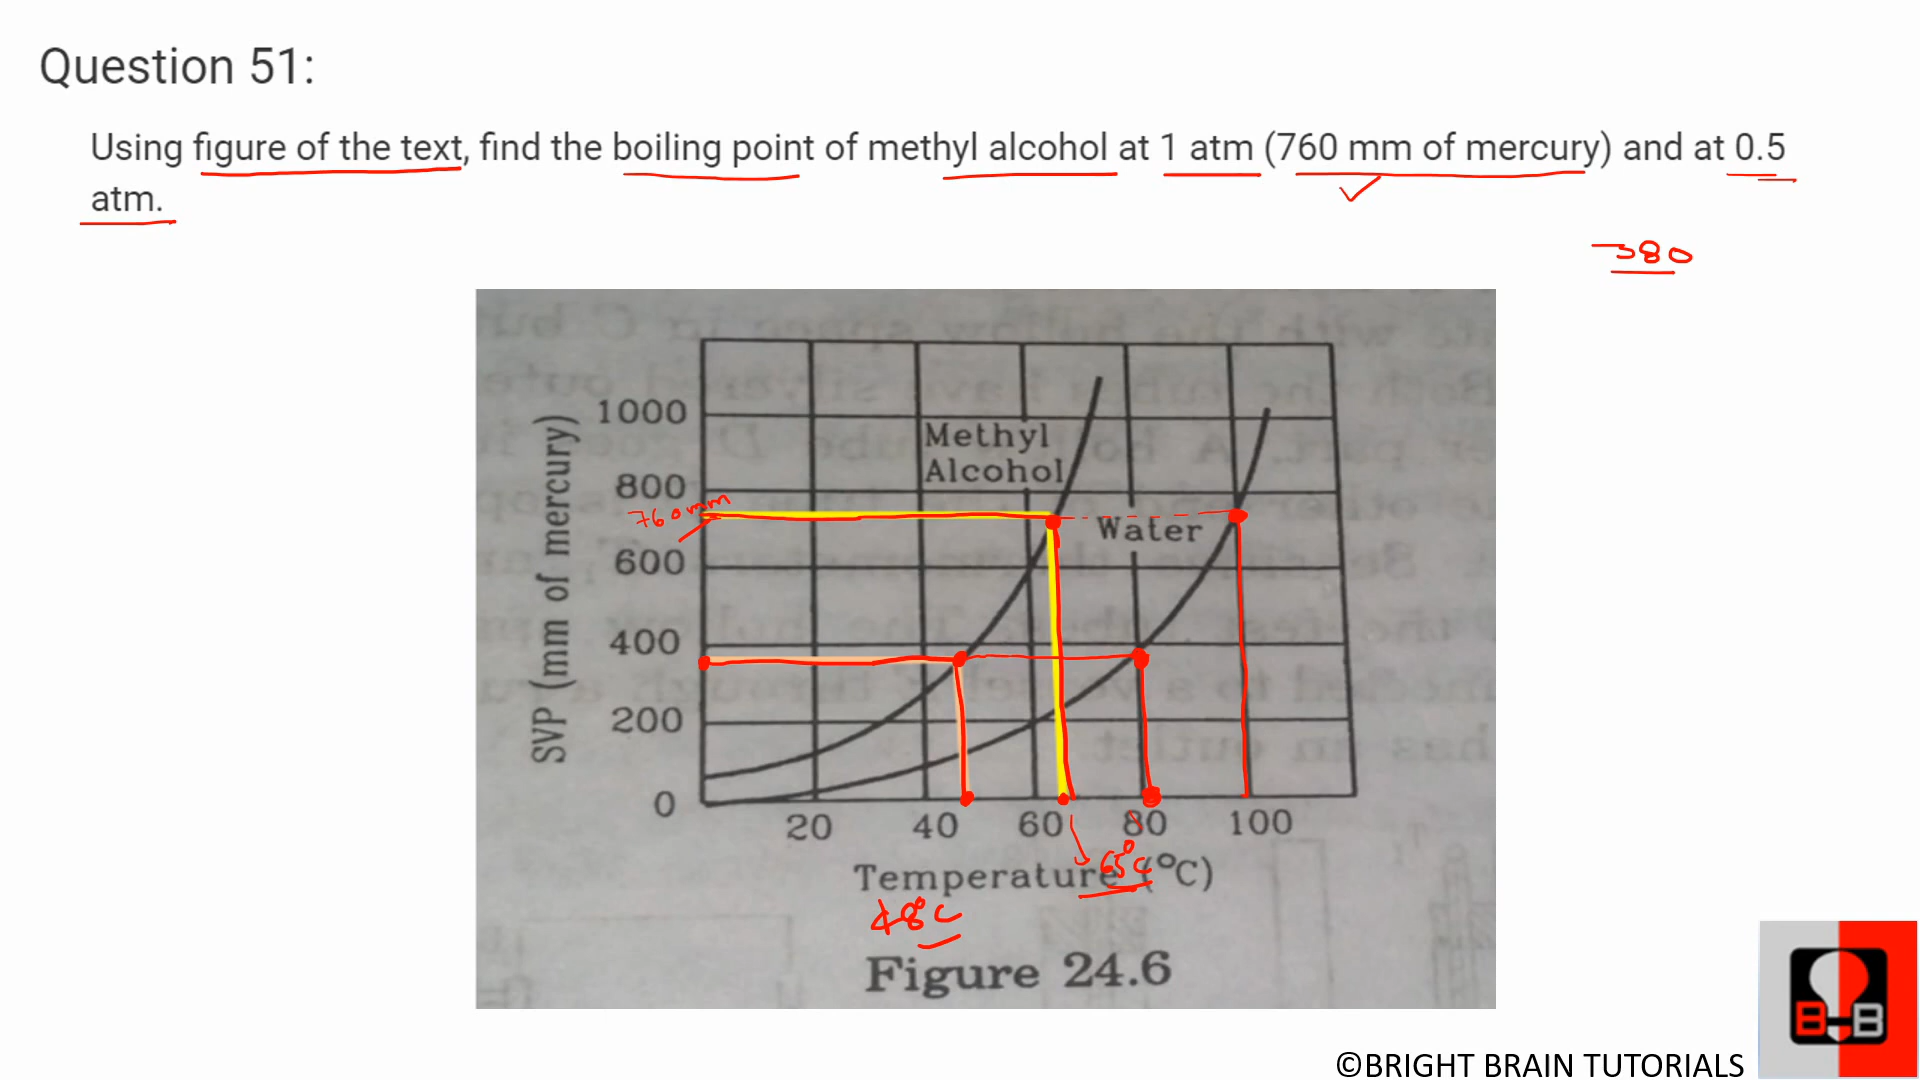 Question 51:
Using figure of the text, find the boiling point of methyl alcohol at 1 atm (760 mm of mercury) and at 0.5
atm.
380
1000
Methyl
Alcohol
800
760 mm
Water
600
400
200
0
SVP (mm of mercury)
20 40 60 80 100
65°C
Temperature (°C)
48°C
Figure 24.6
B B
©BRIGHT BRAIN TUTORIALS